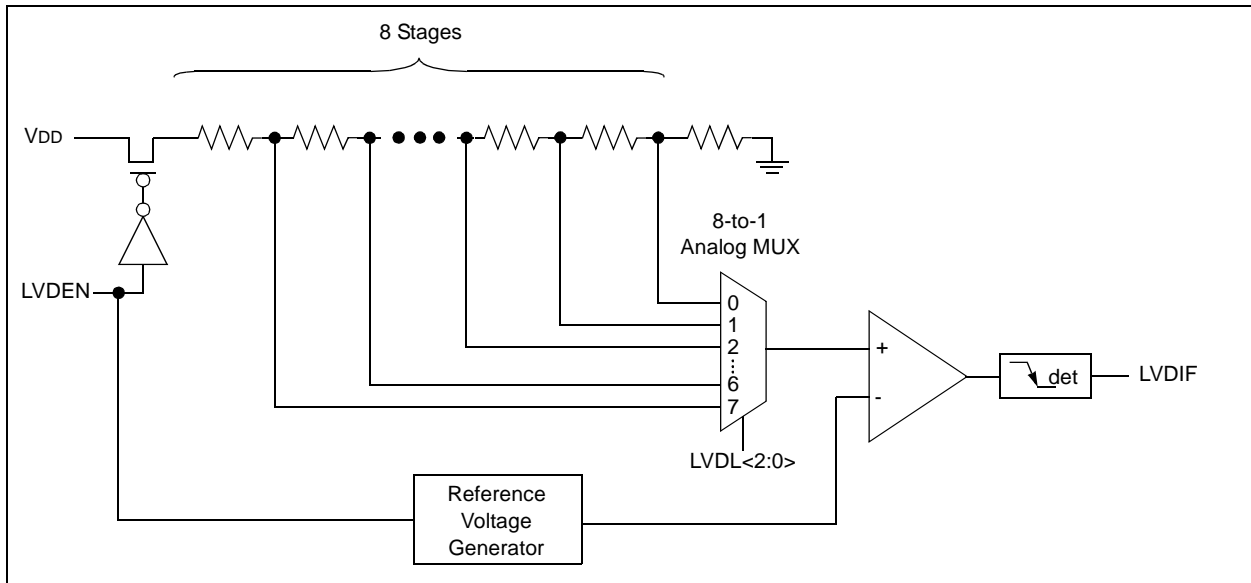 8 Stages
VDD
8-to-1
Analog MUX
LVDEN
0
1
2
6
7
+
-
det
LVDIF
LVDL<2:0>
Reference
Voltage
Generator